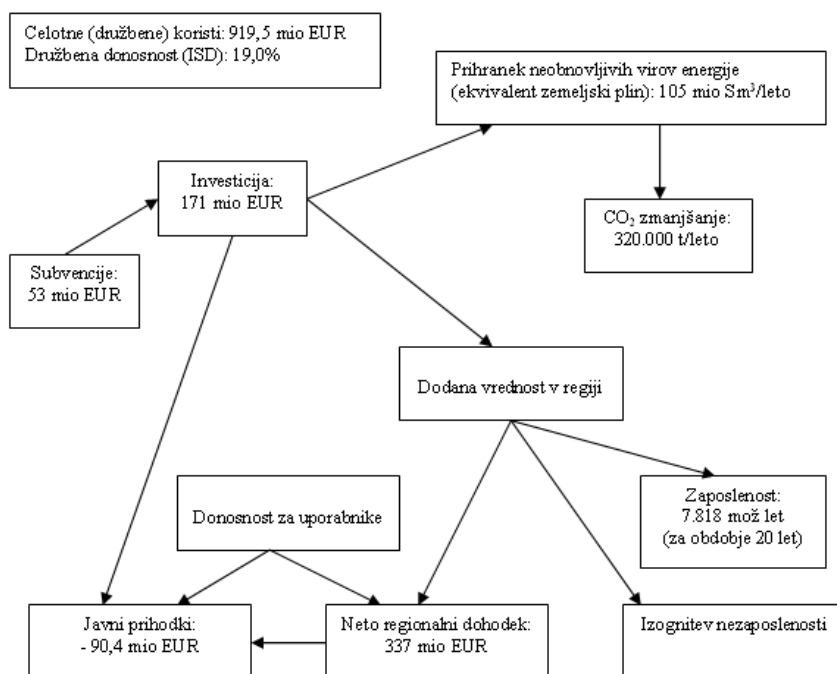 Celotne (družbene) koristi: 919,5 mio EUR
Družbena donosnost (ISD): 19,0%
Prihranek neobnovljivih virov energije
(ekvivalent zemeljski plin): 105 mio Sm³/leto
Investicija:
171 mio EUR
CO₂ zmanjšanje:
320.000 t/leto
Subvencije:
53 mio EUR
Dodana vrednost v regiji
Zaposlenost:
7.818 mož let
(za obdobje 20 let)
Donosnost za uporabnike
Javni prihodki:
- 90,4 mio EUR
Neto regionalni dohodek:
337 mio EUR
Izognitev nezaposlenosti